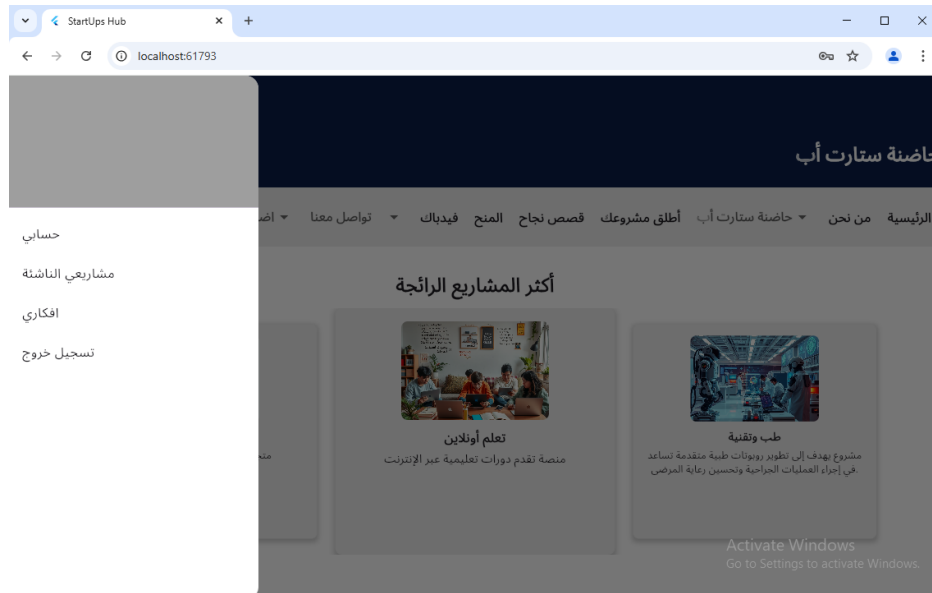 StartUps Hub
localhost:61793
حاضنة ستارت أب
الرئيسية من نحن حاضنة ستارت أب أطلق مشروعك قصص نجاح المنح فيدباك تواصل معنا
حسابي
مشاريعي الناشئة
افكاري
تسجيل خروج
أكثر المشاريع الرائجة
طب وتقنية
مشروع يهدف إلى تطوير روبوتات طبية متقدمة تساعد
في إجراء العمليات الجراحية وتحسين رعاية المرضى.
تعلم أونلاين
منصة تقدم دورات تعليمية عبر الإنترنت
Activate Windows
Go to Settings to activate Windows.